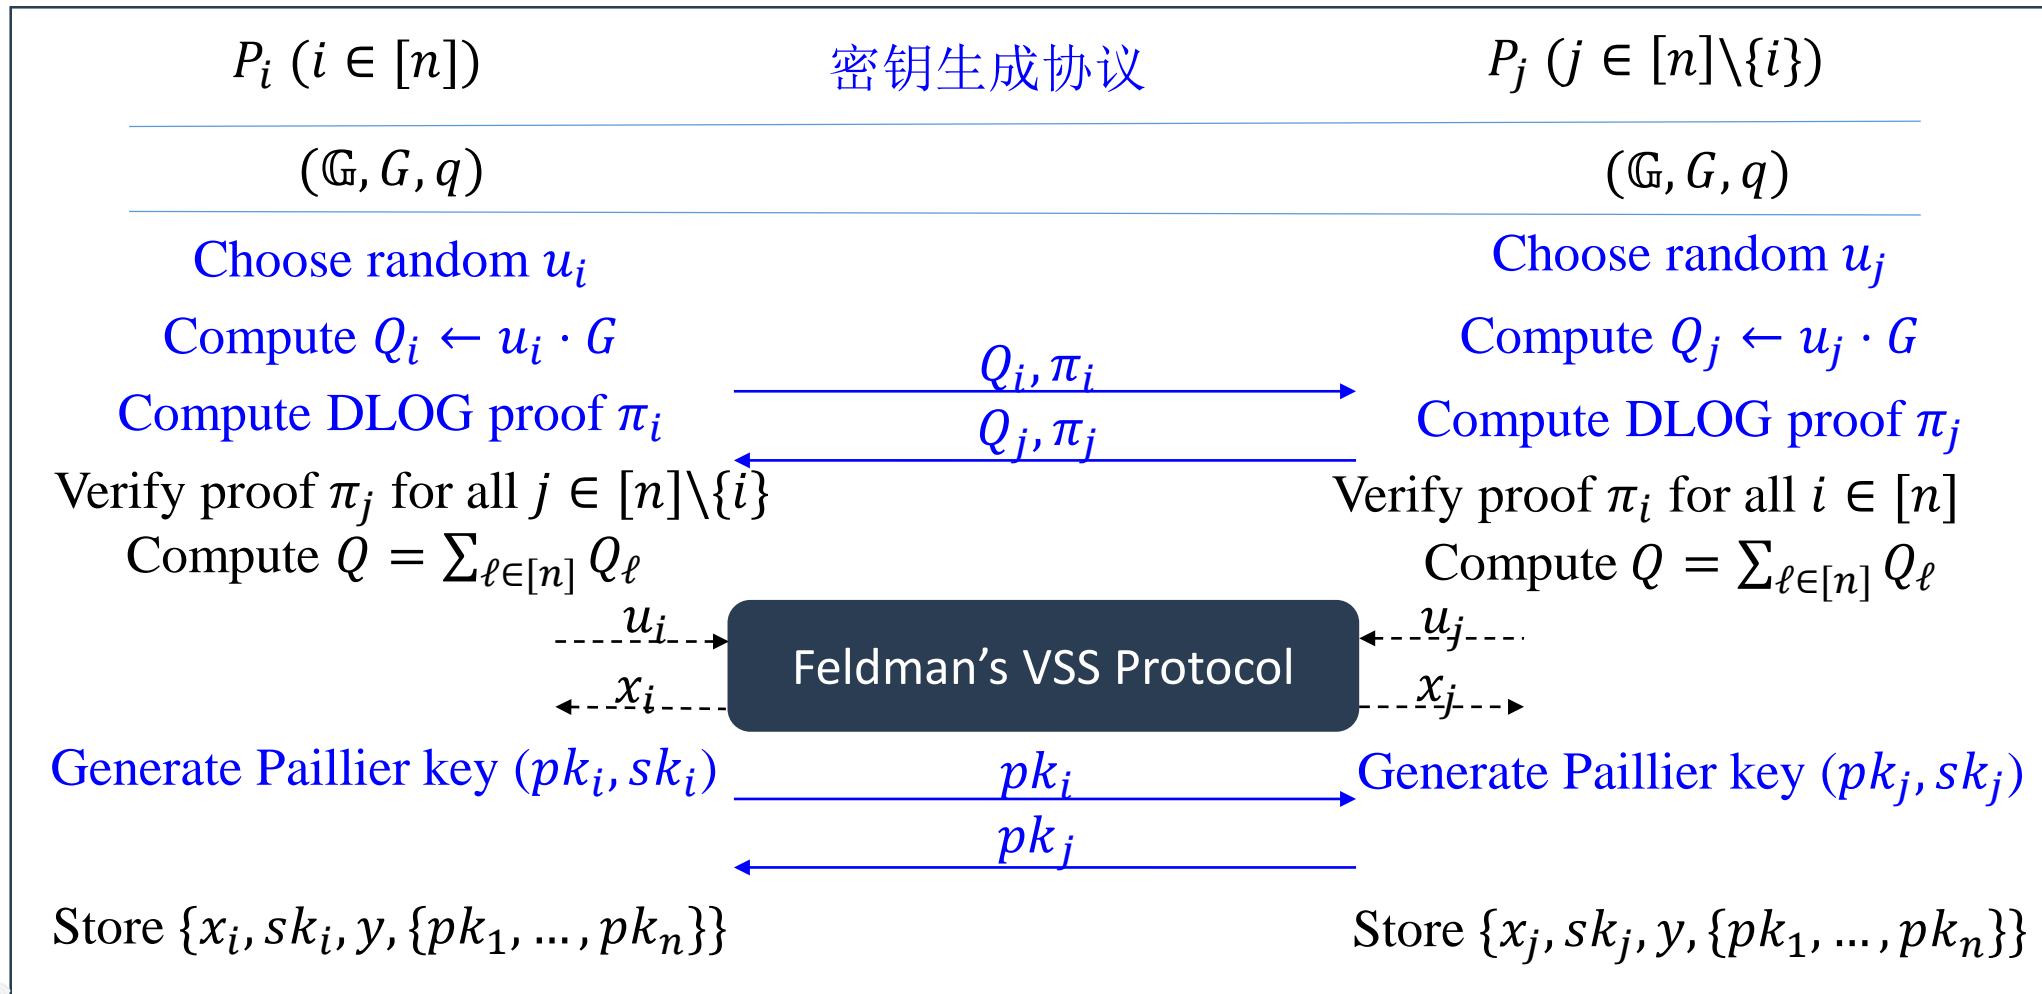 P_i (i ∈ [n])
密钥生成协议
P_j (j ∈ [n]\{i})
(𝔾, G, q)
(𝔾, G, q)
Choose random u_i
Choose random u_j
Compute Q_i ← u_i · G
Compute Q_j ← u_j · G
Q_i, π_i
Compute DLOG proof π_i
Compute DLOG proof π_j
Q_j, π_j
Verify proof π_j for all j ∈ [n]\{i}
Verify proof π_i for all i ∈ [n]
Compute Q = ∑_{ℓ∈[n]} Q_ℓ
Compute Q = ∑_{ℓ∈[n]} Q_ℓ
u_i
u_j
Feldman's VSS Protocol
x_i
x_j
Generate Paillier key (pk_i, sk_i)
pk_i
Generate Paillier key (pk_j, sk_j)
pk_j
Store {x_i, sk_i, y, {pk_1, …, pk_n}}
Store {x_j, sk_j, y, {pk_1, …, pk_n}}